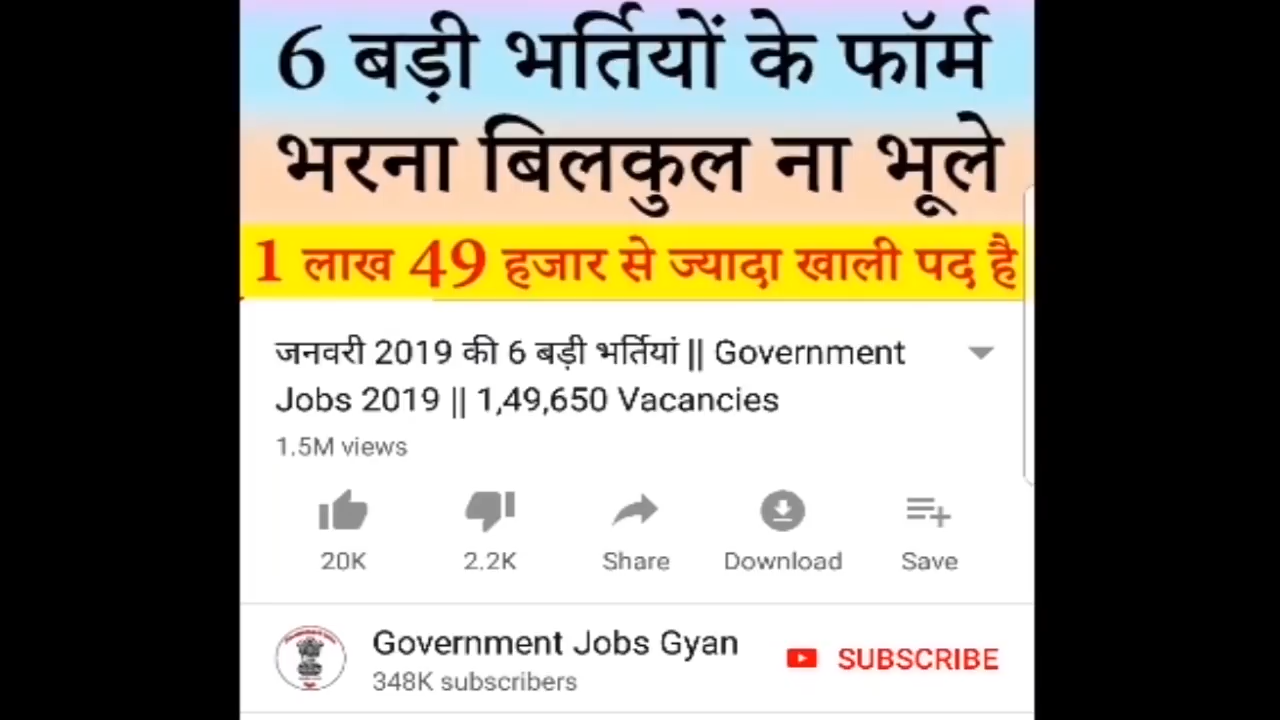 6 बड़ी भर्तियों के फॉर्म
भरना बिलकुल ना भूले
1 लाख 49 हजार से ज्यादा खाली पद है
जनवरी 2019 की 6 बड़ी भर्तियां || Government
Jobs 2019 || 1,49,650 Vacancies
1.5M views
20K 2.2K Share Download Save
Government Jobs Gyan
SUBSCRIBE
348K subscribers